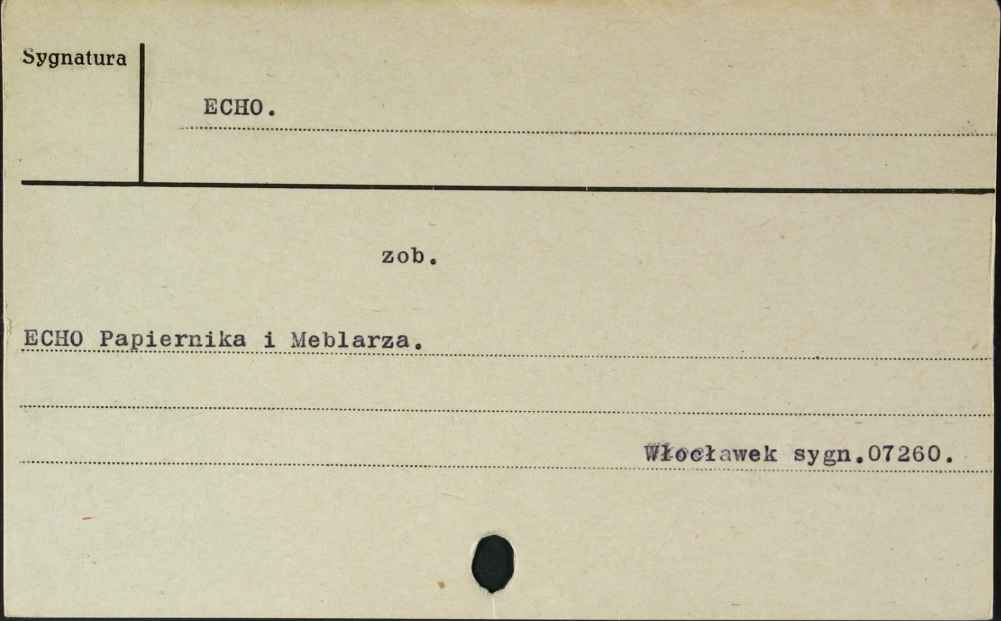 Sygnatura
ECHO.
zob.
ECHO Papiernika i Meblarza.
Włocławek sygn.07260.